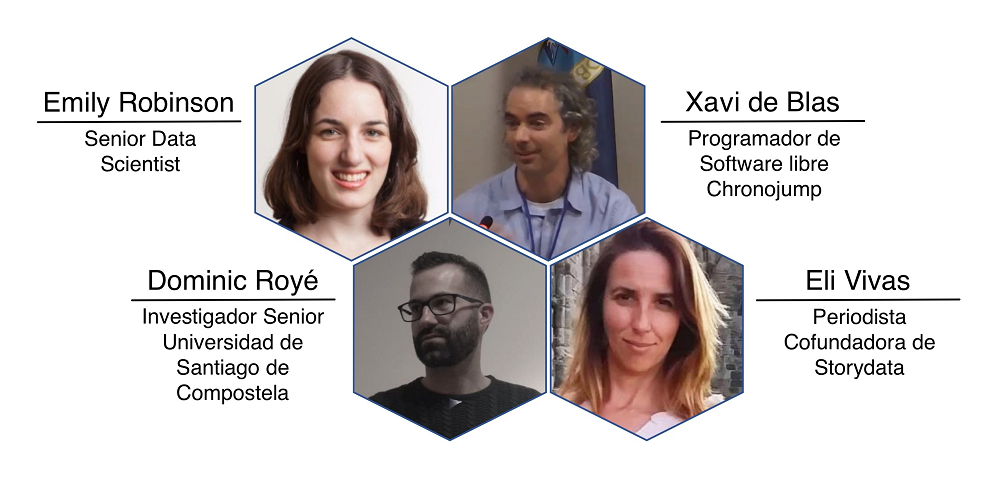 Emily Robinson
Senior Data
Scientist
Xavi de Blas
Programador de
Software libre
Chronojump
Dominic Royé
Investigador Senior
Universidad de
Santiago de
Compostela
Eli Vivas
Periodista
Cofundadora de
Storydata